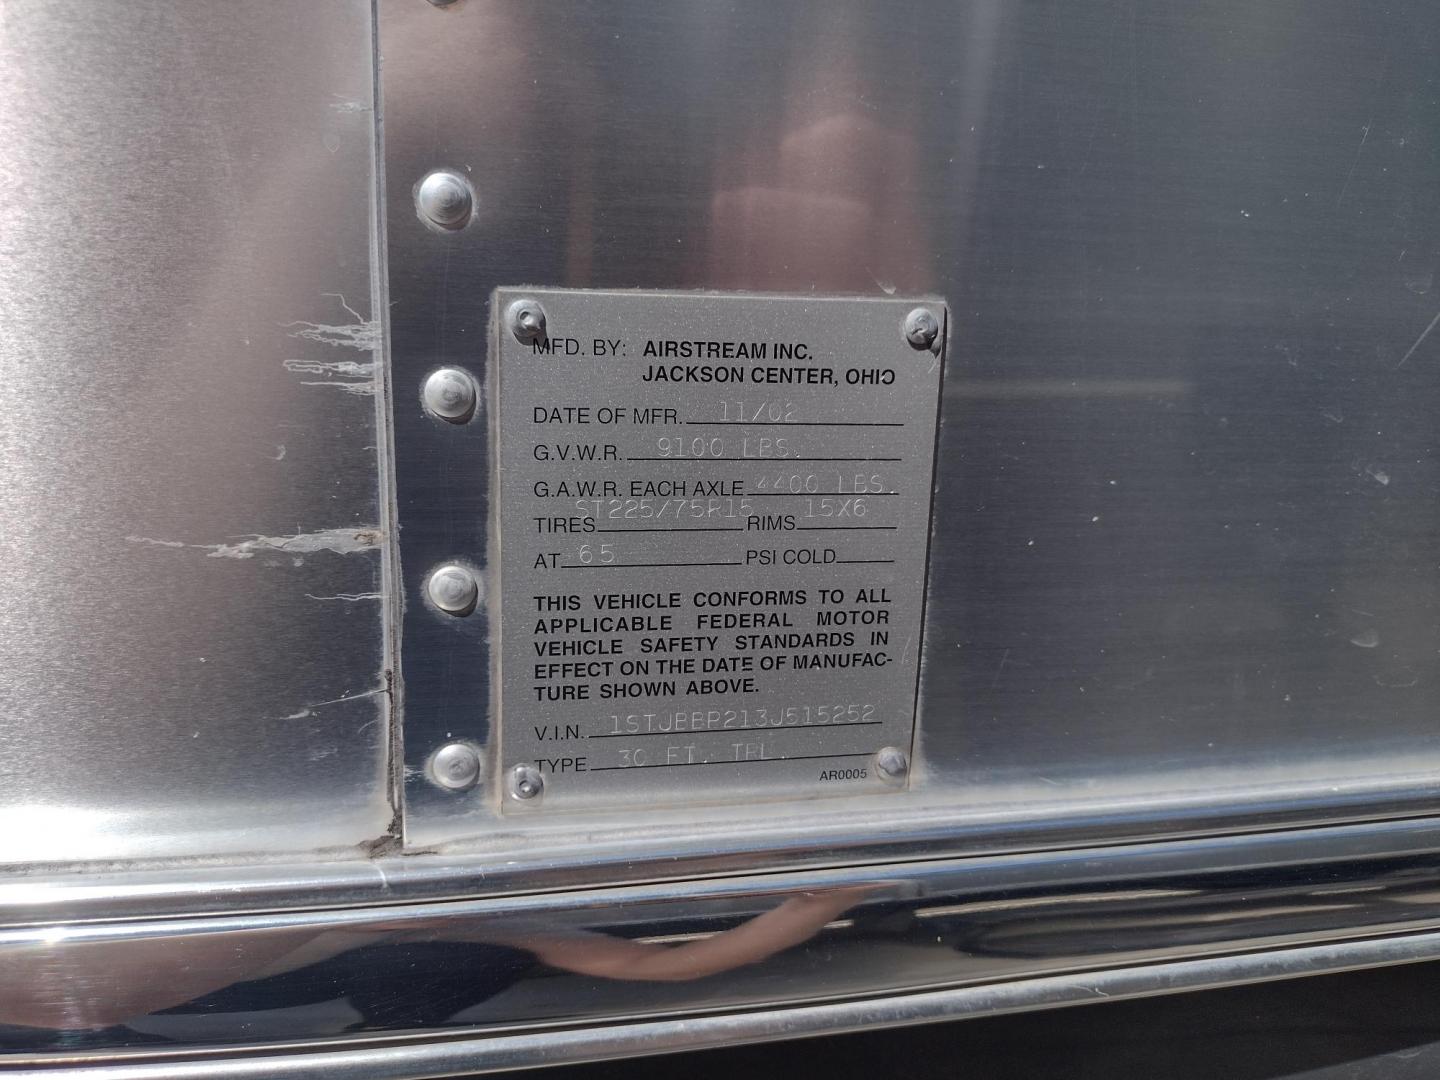 MFD. BY: AIRSTREAM INC.
JACKSON CENTER, OHIO
DATE OF MFR. 11/02
G.V.W.R. 9100 LBS.
G.A.W.R. EACH AXLE 4400 LBS.
TIRES ST225/75R15 RIMS 15X6
AT 65 PSI COLD
THIS VEHICLE CONFORMS TO ALL
APPLICABLE FEDERAL MOTOR
VEHICLE SAFETY STANDARDS IN
EFFECT ON THE DATE OF MANUFAC-
TURE SHOWN ABOVE.
V.I.N.
TYPE 30 FT. TRL.
AR0005